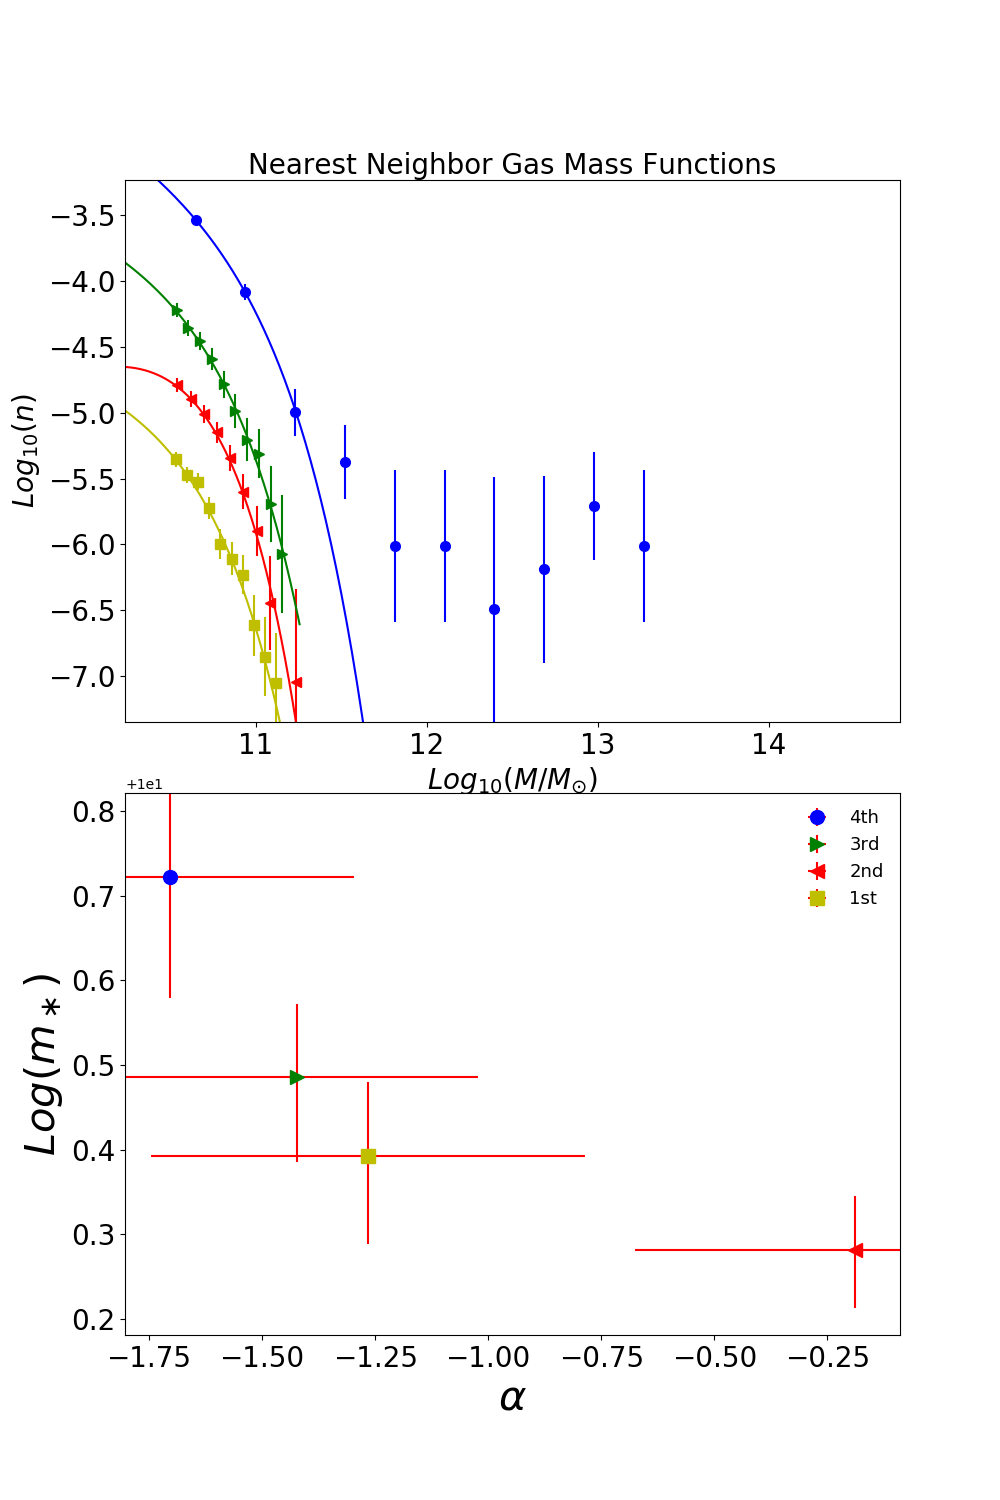 Nearest Neighbor Gas Mass Functions
−3.5
−4.0
−4.5
−5.0
−5.5
−6.0
−6.5
−7.0
Log₁₀(n)
11 12 13 14
Log₁₀(M/M⊙)
+1e1
0.8
0.7
0.6
0.5
0.4
0.3
0.2
Log(m∗)
4th
3rd
2nd
1st
−1.75 −1.50 −1.25 −1.00 −0.75 −0.50 −0.25
α